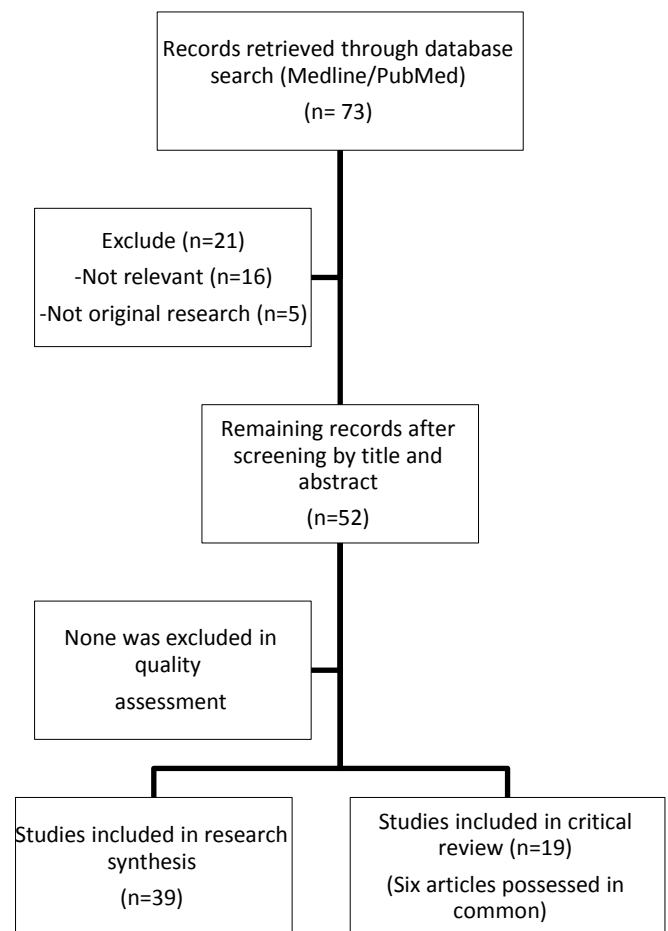 Records retrieved through database
search (Medline/PubMed)
(n= 73)
Exclude (n=21)
-Not relevant (n=16)
-Not original research (n=5)
Remaining records after
screening by title and
abstract
(n=52)
None was excluded in
quality
assessment
Studies included in research
synthesis
(n=39)
Studies included in critical
review (n=19)
(Six articles possessed in
common)